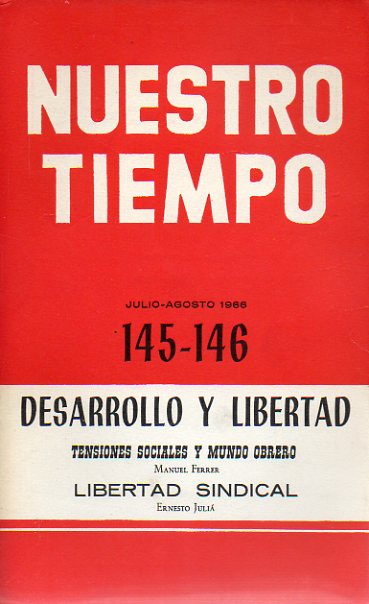 NUESTRO
TIEMPO
JULIO-AGOSTO 1966
145-146
DESARROLLO Y LIBERTAD
TENSIONES SOCIALES Y MUNDO OBRERO
MANUEL FERRER
LIBERTAD SINDICAL
ERNESTO JULIÁ